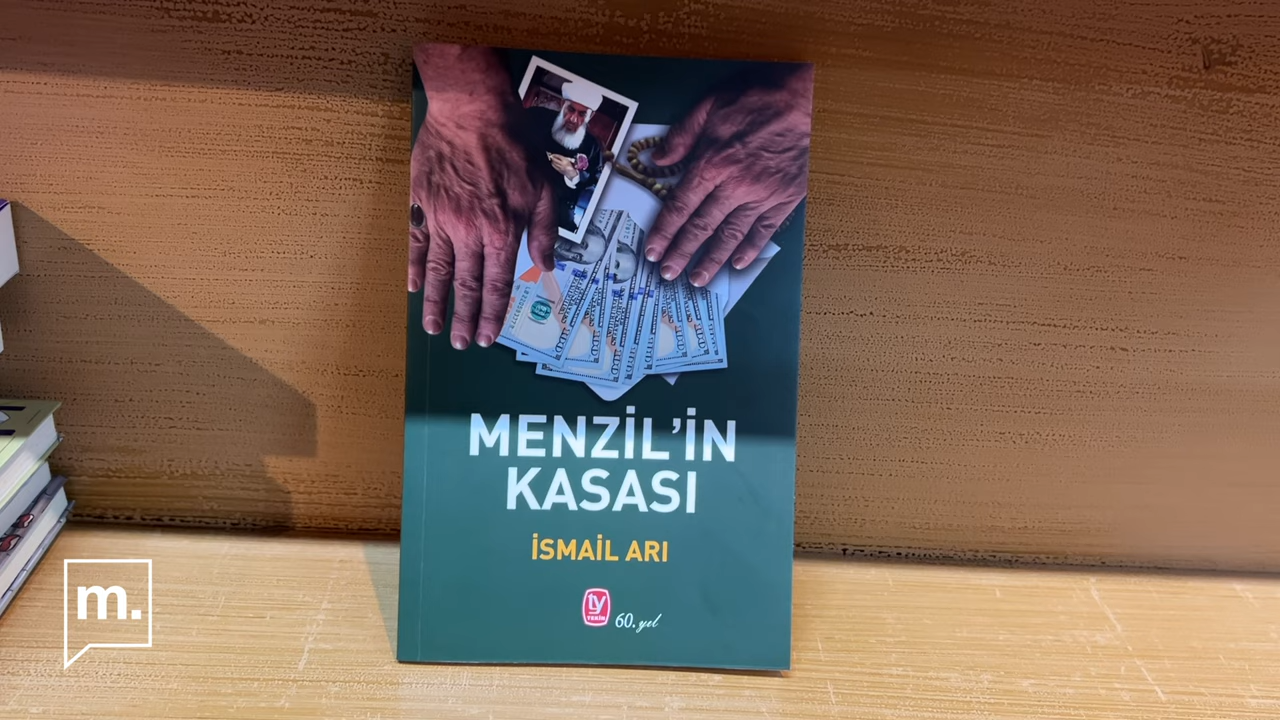 MENZİL'İN
KASASI
İSMAİL ARI
ty
TEKİN
60. yıl
m.